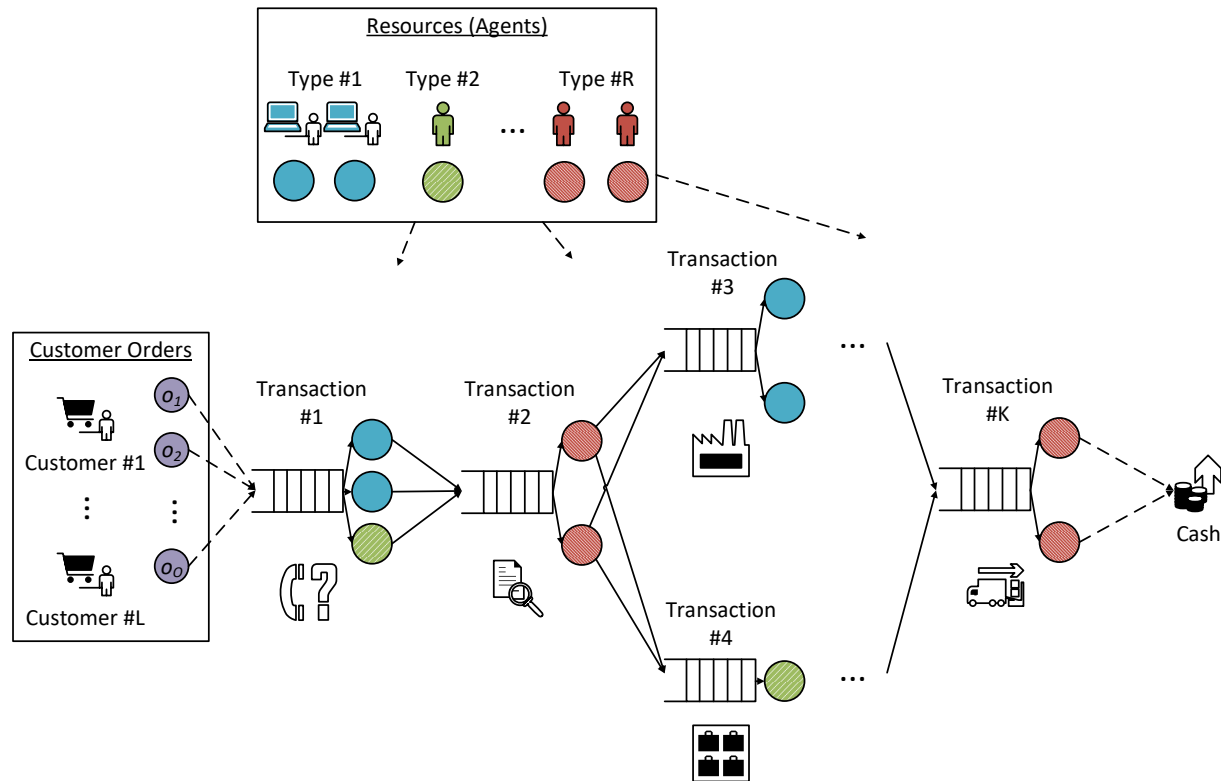 Resources (Agents)
Type #1
Type #2
Type #R
...
Customer Orders
o1
Customer #1
o2
...
...
oO
Customer #L
Transaction
#1
Transaction
#2
Transaction
#3
...
Transaction
#4
...
Transaction
#K
Cash